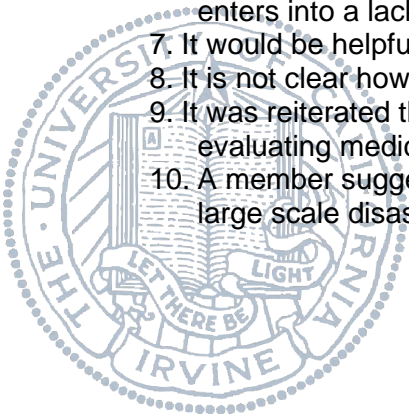 enters into a lack
7. It would be helpfu
8. It is not clear how
9. It was reiterated t
evaluating medic
10. A member sugge
large scale disas
THE · UNIVERSITY OF CALIFORNIA
A
LET THERE BE LIGHT
IRVINE